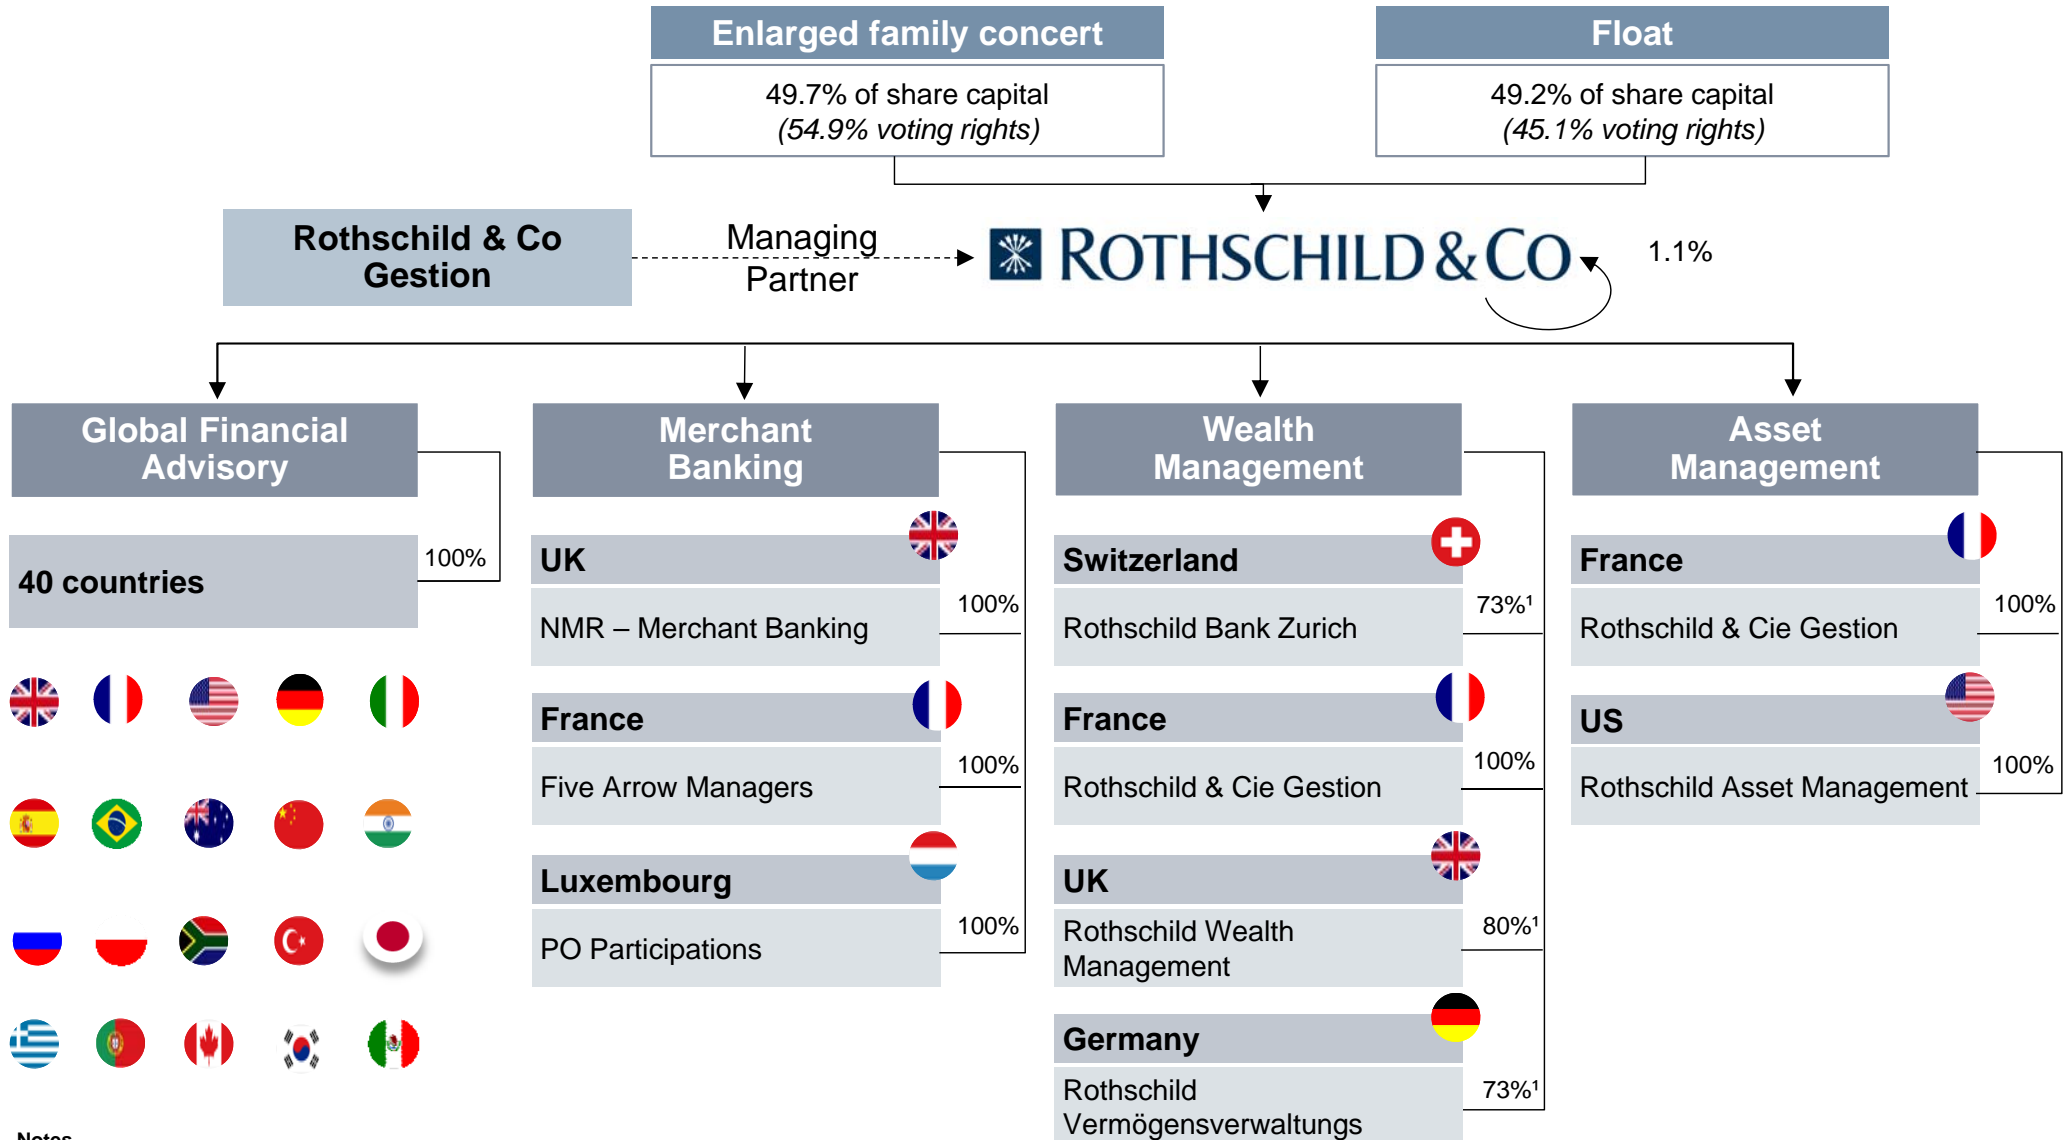 Enlarged family concert
49.7% of share capital
(54.9% voting rights)
Float
49.2% of share capital
(45.1% voting rights)
Rothschild & Co
Gestion
Managing
Partner
ROTHSCHILD & CO
1.1%
Global Financial
Advisory
100%
40 countries
Merchant
Banking
UK
NMR – Merchant Banking
100%
France
Five Arrow Managers
100%
Luxembourg
PO Participations
100%
Wealth
Management
Switzerland
Rothschild Bank Zurich
73%¹
France
Rothschild & Cie Gestion
100%
UK
Rothschild Wealth
Management
80%¹
Germany
Rothschild
Vermögensverwaltungs
73%¹
Asset
Management
France
Rothschild & Cie Gestion
100%
US
Rothschild Asset Management
100%
Notes